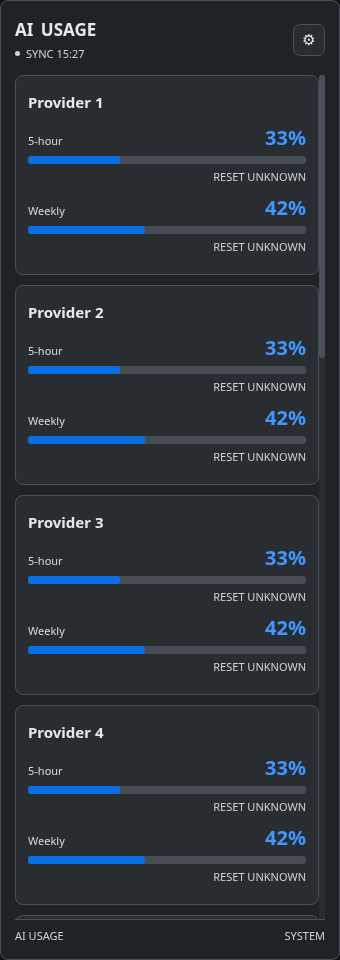 AI USAGE
SYNC 15:27
Provider 1
5-hour 33%
RESET UNKNOWN
Weekly 42%
RESET UNKNOWN
Provider 2
5-hour 33%
RESET UNKNOWN
Weekly 42%
RESET UNKNOWN
Provider 3
5-hour 33%
RESET UNKNOWN
Weekly 42%
RESET UNKNOWN
Provider 4
5-hour 33%
RESET UNKNOWN
Weekly 42%
RESET UNKNOWN
AI USAGE SYSTEM